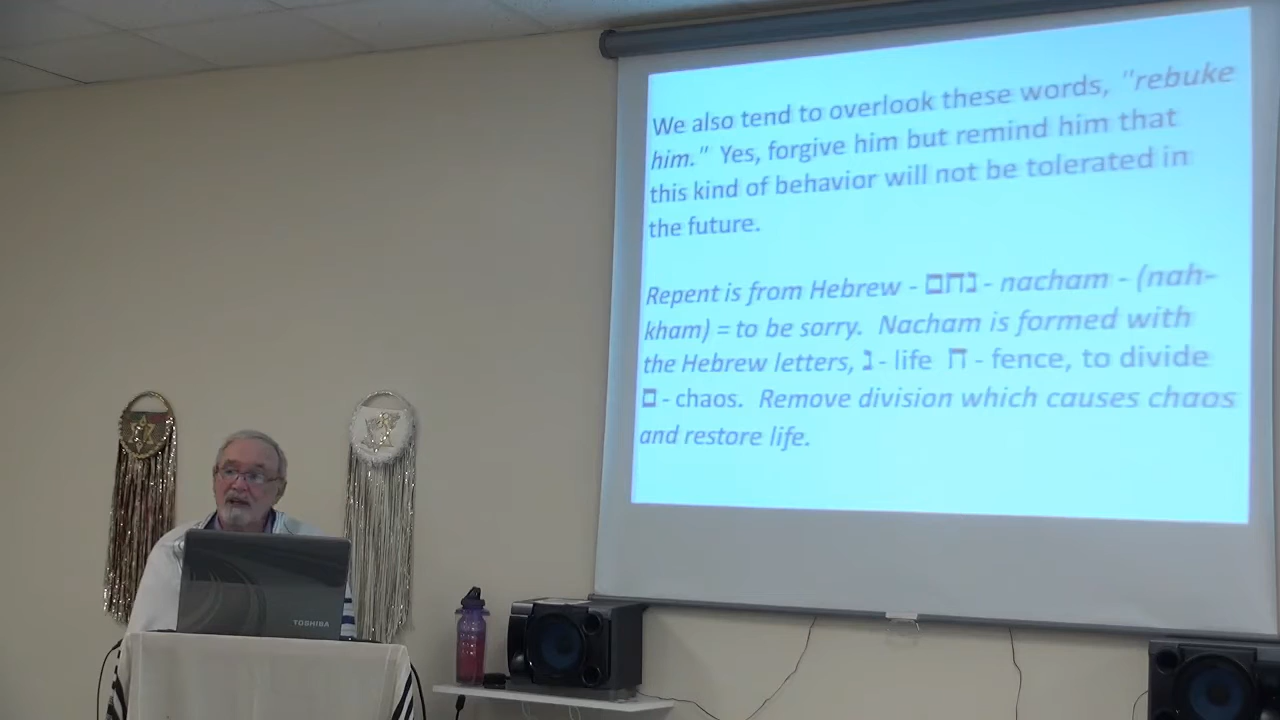 We also tend to overlook these words, "rebuke
him." Yes, forgive him but remind him that
this kind of behavior will not be tolerated in
the future.
Repent is from Hebrew - נחם - nacham - (nah-
kham) = to be sorry. Nacham is formed with
the Hebrew letters, נ - life ח - fence, to divide
ם - chaos. Remove division which causes chaos
and restore life.
TOSHIBA